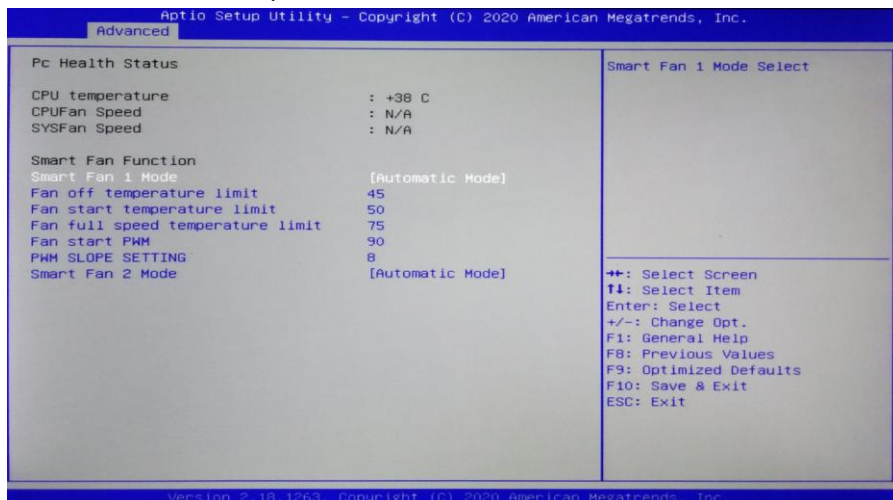 Aptio Setup Utility – Copyright (C) 2020 American Megatrends, Inc.
Advanced
Pc Health Status
CPU temperature : +38 C
CPUFan Speed : N/A
SYSFan Speed : N/A
Smart Fan Function
Smart Fan 1 Mode [Automatic Mode]
Fan off temperature limit 45
Fan start temperature limit 50
Fan full speed temperature limit 75
Fan start PWM 90
PWM SLOPE SETTING 8
Smart Fan 2 Mode [Automatic Mode]
Smart Fan 1 Mode Select
→←: Select Screen
↑↓: Select Item
Enter: Select
+/-: Change Opt.
F1: General Help
F8: Previous Values
F9: Optimized Defaults
F10: Save & Exit
ESC: Exit
Version 2.18.1263. Copyright (C) 2020 American Megatrends, Inc.